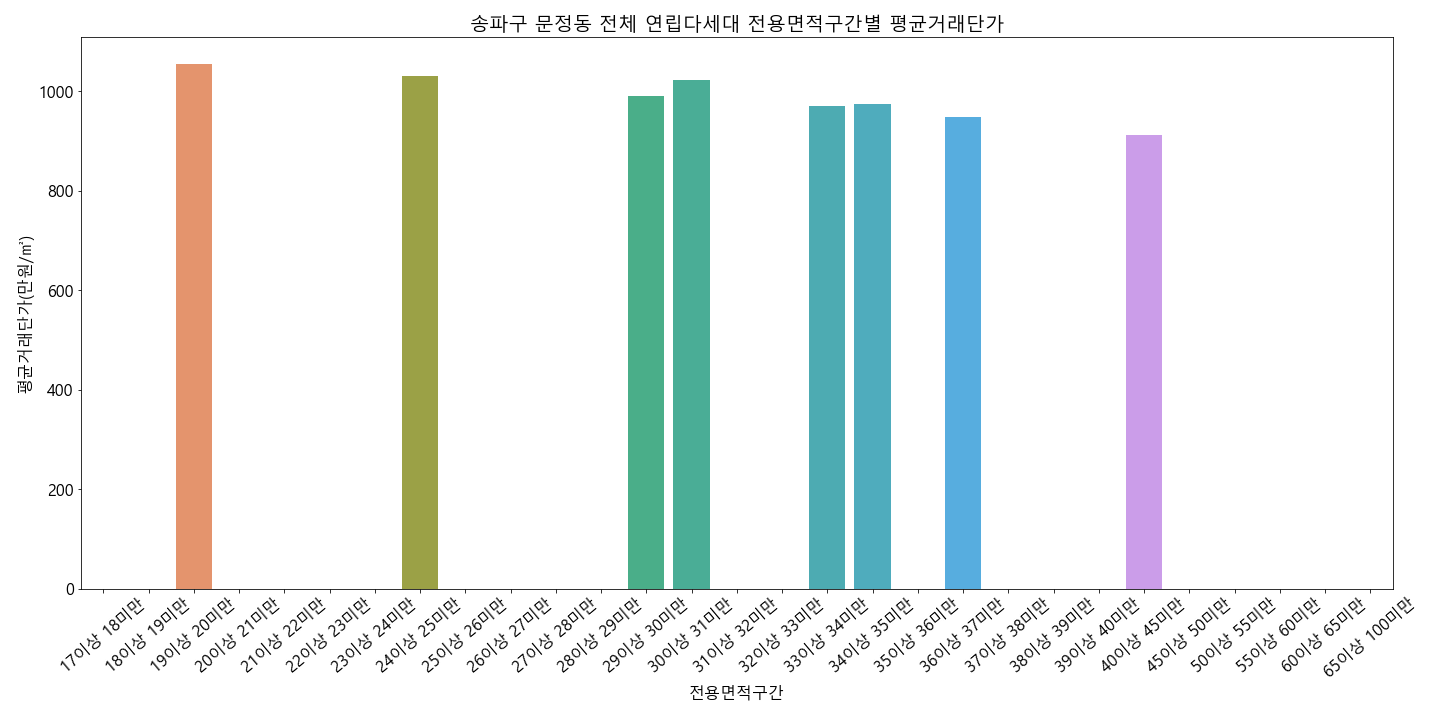 송파구 문정동 전체 연립다세대 전용면적구간별 평균거래단가
평균거래단가(만원/㎡)
1000
800
600
400
200
0
17이상 18미만
18이상 19미만
19이상 20미만
20이상 21미만
21이상 22미만
22이상 23미만
23이상 24미만
24이상 25미만
25이상 26미만
26이상 27미만
27이상 28미만
28이상 29미만
29이상 30미만
30이상 31미만
31이상 32미만
32이상 33미만
33이상 34미만
34이상 35미만
35이상 36미만
36이상 37미만
37이상 38미만
38이상 39미만
39이상 40미만
40이상 45미만
45이상 50미만
50이상 55미만
55이상 60미만
60이상 65미만
65이상 100미만
전용면적구간